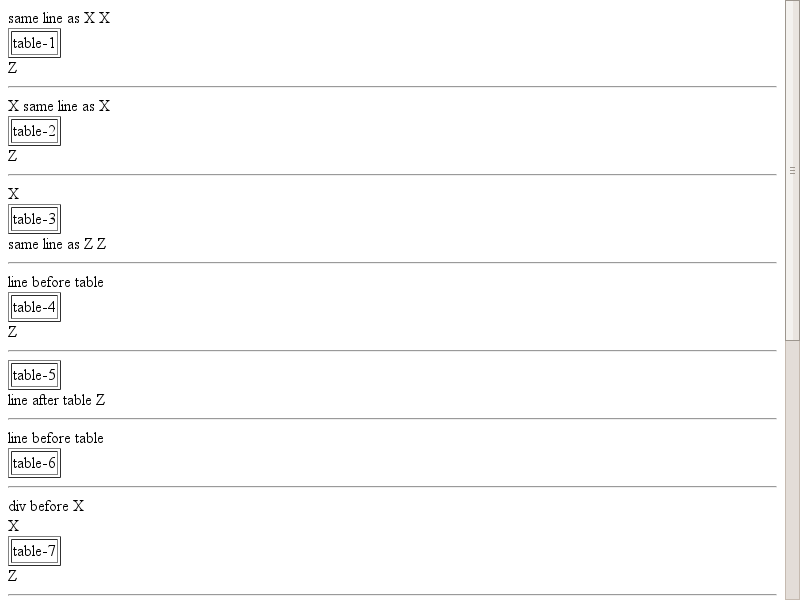 same line as X X
table-1
Z
X same line as X
table-2
Z
X
table-3
same line as Z Z
line before table
table-4
Z
table-5
line after table Z
line before table
table-6
div before X
X
table-7
Z